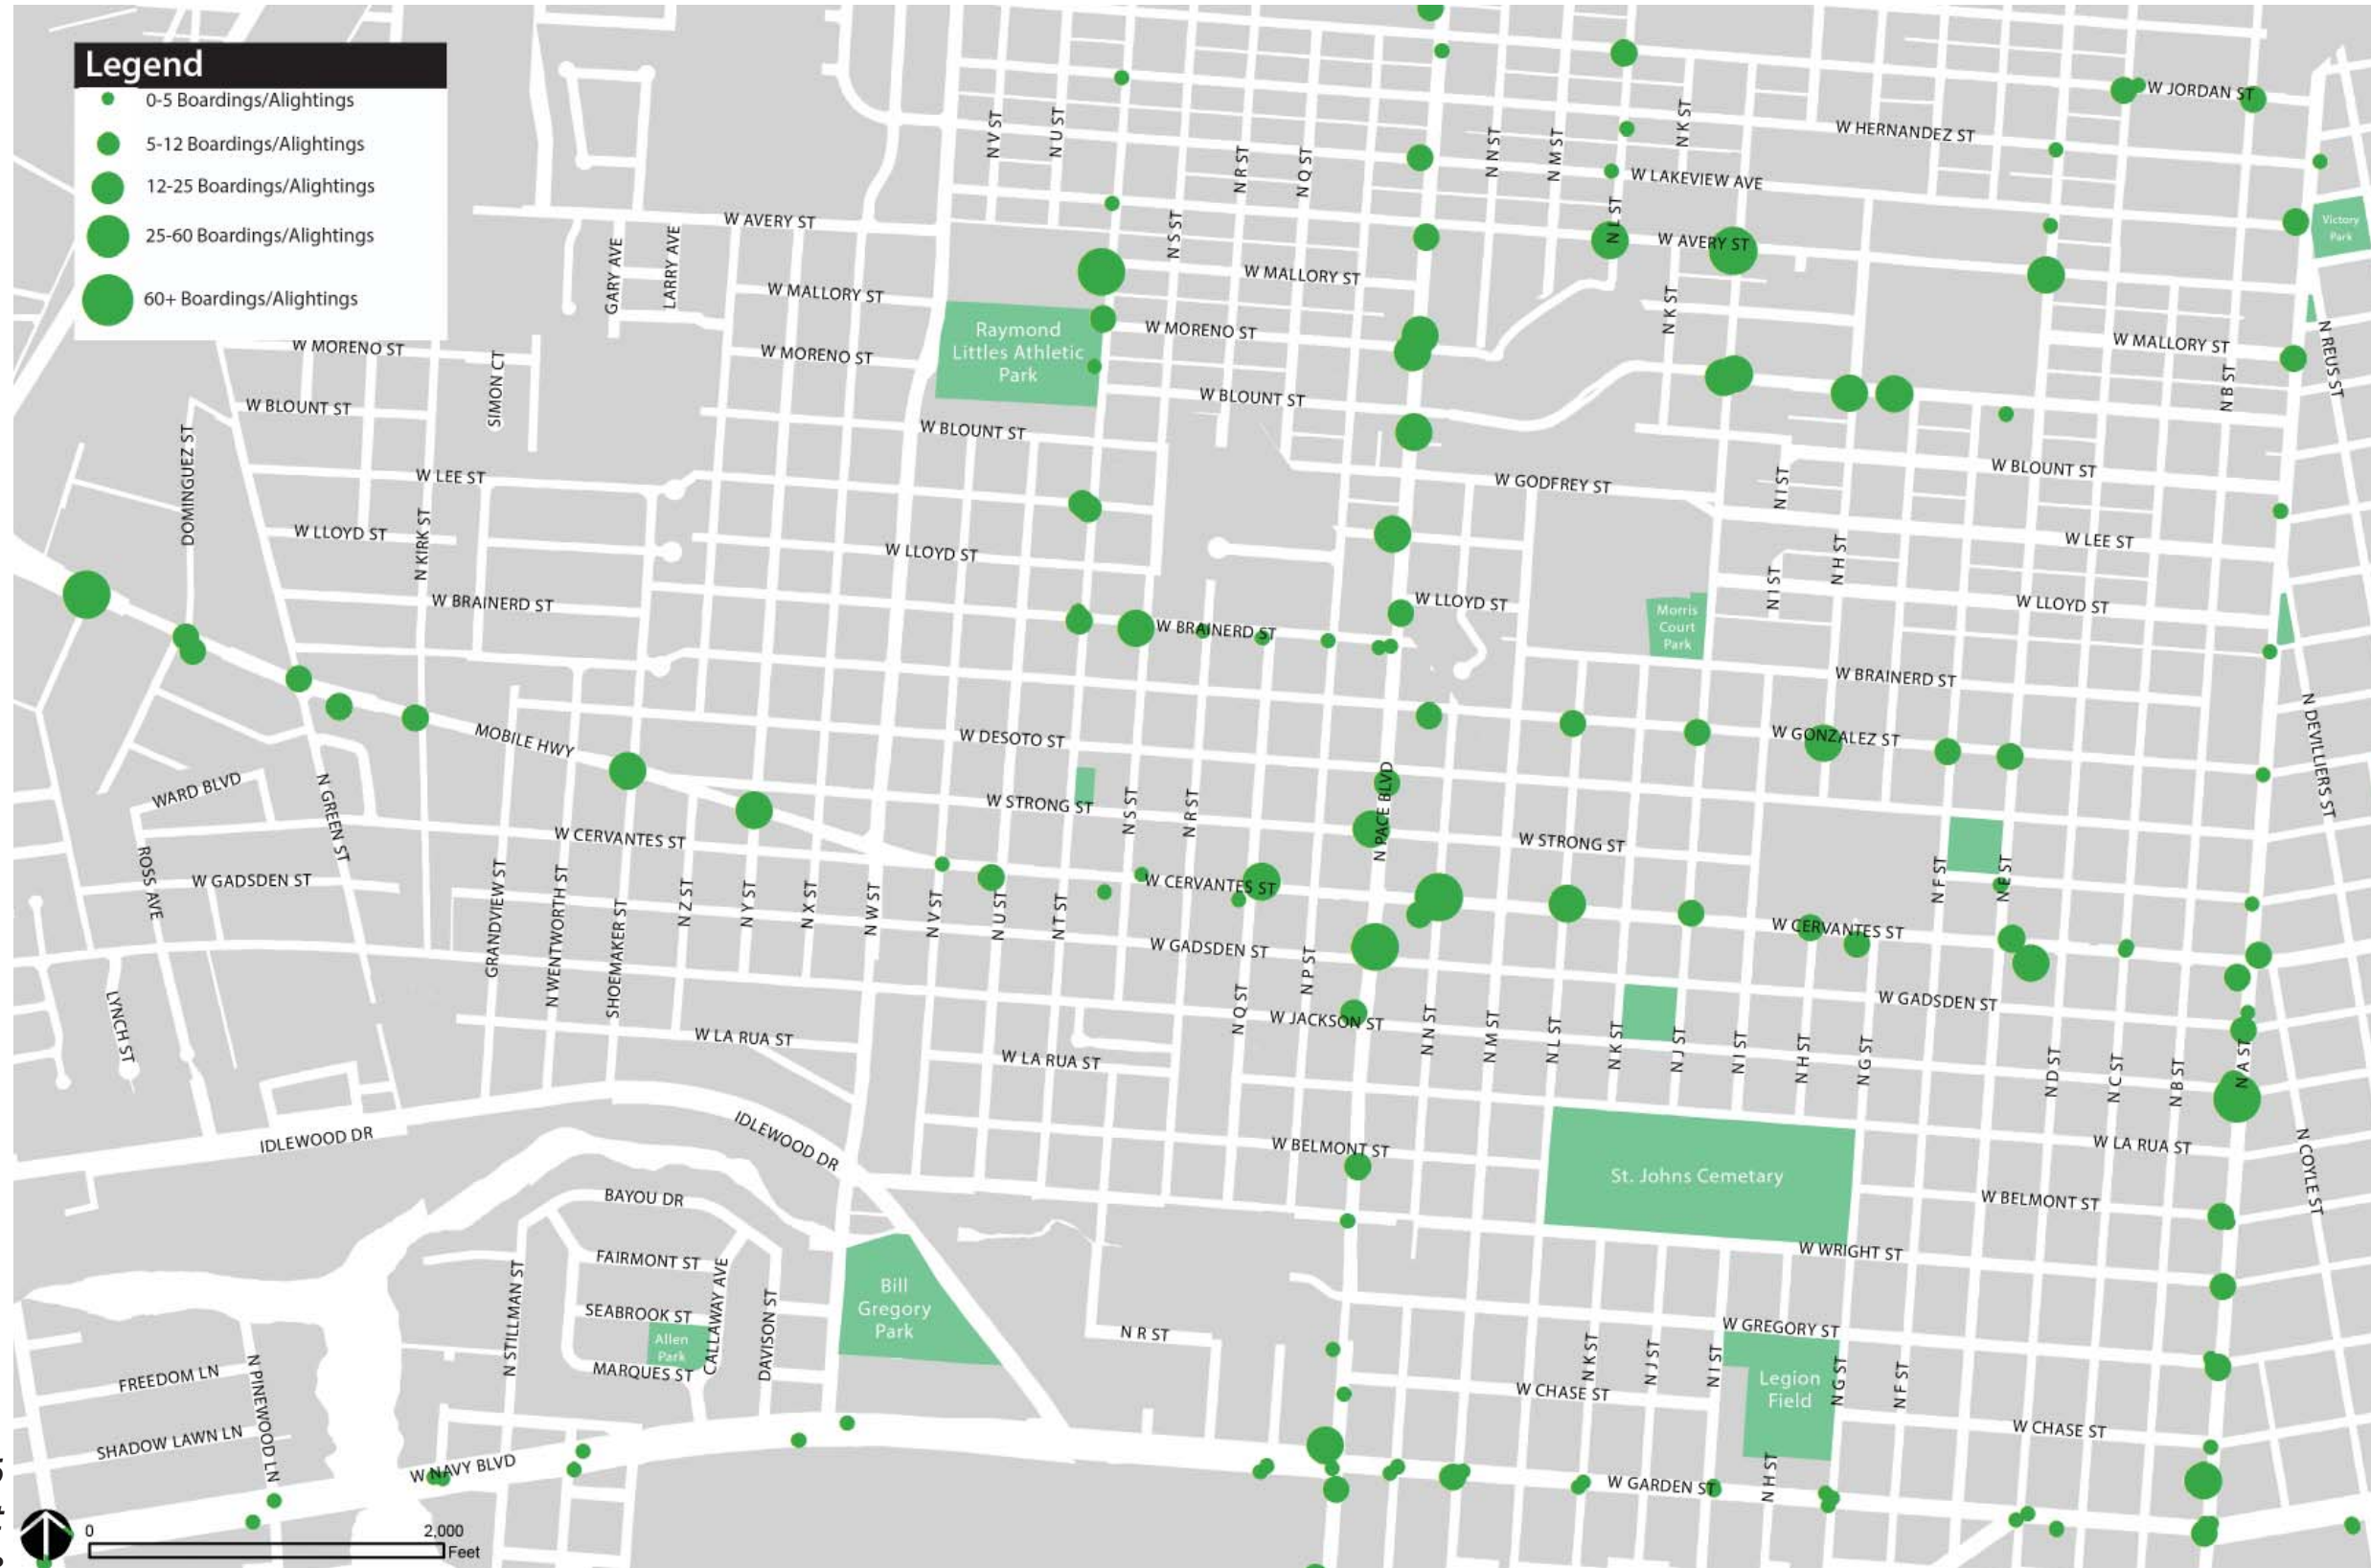 Legend
0-5 Boardings/Alightings
5-12 Boardings/Alightings
12-25 Boardings/Alightings
25-60 Boardings/Alightings
60+ Boardings/Alightings
W JORDAN ST
W HERNANDEZ ST
N V ST
N U ST
N R ST
N Q ST
N N ST
N M ST
N K ST
W LAKEVIEW AVE
N L ST
Victory
Park
W AVERY ST
W AVERY ST
GARY AVE
LARRY AVE
N S ST
W MALLORY ST
W MALLORY ST
N K ST
W MORENO ST
W MORENO ST
W MORENO ST
Raymond
Littles Athletic
Park
W MALLORY ST
N REUS ST
N B ST
SIMON CT
W BLOUNT ST
W BLOUNT ST
W BLOUNT ST
W BLOUNT ST
DOMINGUEZ ST
W LEE ST
W GODFREY ST
N I ST
W LEE ST
N KIRK ST
W LLOYD ST
W LLOYD ST
N H ST
N I ST
W LLOYD ST
W LLOYD ST
W BRAINERD ST
W BRAINERD ST
Morris
Court
Park
W BRAINERD ST
N DEVILLIERS ST
MOBILE HWY
W DESOTO ST
W GONZALEZ ST
WARD BLVD
N GREEN ST
W STRONG ST
N S ST
N R ST
N PACE BLVD
W STRONG ST
W CERVANTES ST
ROSS AVE
W GADSDEN ST
GRANDVIEW ST
N WENTWORTH ST
SHOEMAKER ST
N Z ST
N Y ST
N X ST
N W ST
N V ST
N U ST
N T ST
W CERVANTES ST
N F ST
N E ST
W CERVANTES ST
W GADSDEN ST
N P ST
N Q ST
W GADSDEN ST
LYNCH ST
W JACKSON ST
W LA RUA ST
W LA RUA ST
N N ST
N M ST
N L ST
N K ST
N J ST
N I ST
N H ST
N G ST
N D ST
N C ST
N B ST
N A ST
IDLEWOOD DR
IDLEWOOD DR
W BELMONT ST
W LA RUA ST
St. Johns Cemetary
N COYLE ST
BAYOU DR
W BELMONT ST
FAIRMONT ST
W WRIGHT ST
N STILLMAN ST
SEABROOK ST
CALLAWAY AVE
DAVISON ST
Bill
Gregory
Park
Allen
Park
MARQUES ST
N R ST
W GREGORY ST
N K ST
N J ST
N I ST
N G ST
N F ST
Legion
Field
FREEDOM LN
N PINEWOOD LN
W CHASE ST
W CHASE ST
SHADOW LAWN LN
W NAVY BLVD
W GARDEN ST
N H ST
0
2,000
Feet